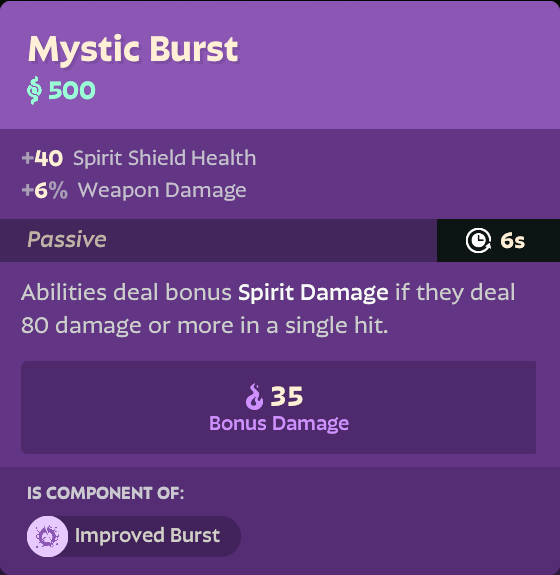 Mystic Burst
500
+40 Spirit Shield Health
+6% Weapon Damage
Passive
6s
Abilities deal bonus Spirit Damage if they deal
80 damage or more in a single hit.
35
Bonus Damage
IS COMPONENT OF:
Improved Burst